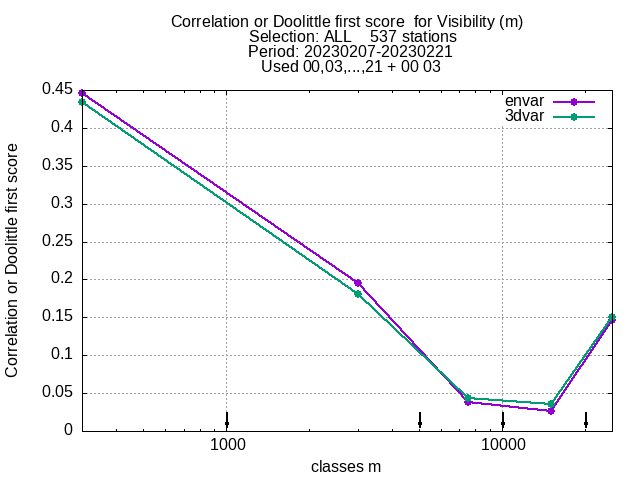 Correlation or Doolittle first score  for Visibility (m)
Selection: ALL    537 stations
Period: 20230207-20230221
Used 00,03,...,21 + 00 03
envar
3dvar
0.45
0.4
0.35
0.3
0.25
0.2
0.15
0.1
0.05
0
Correlation or Doolittle first score
1000
10000
classes m